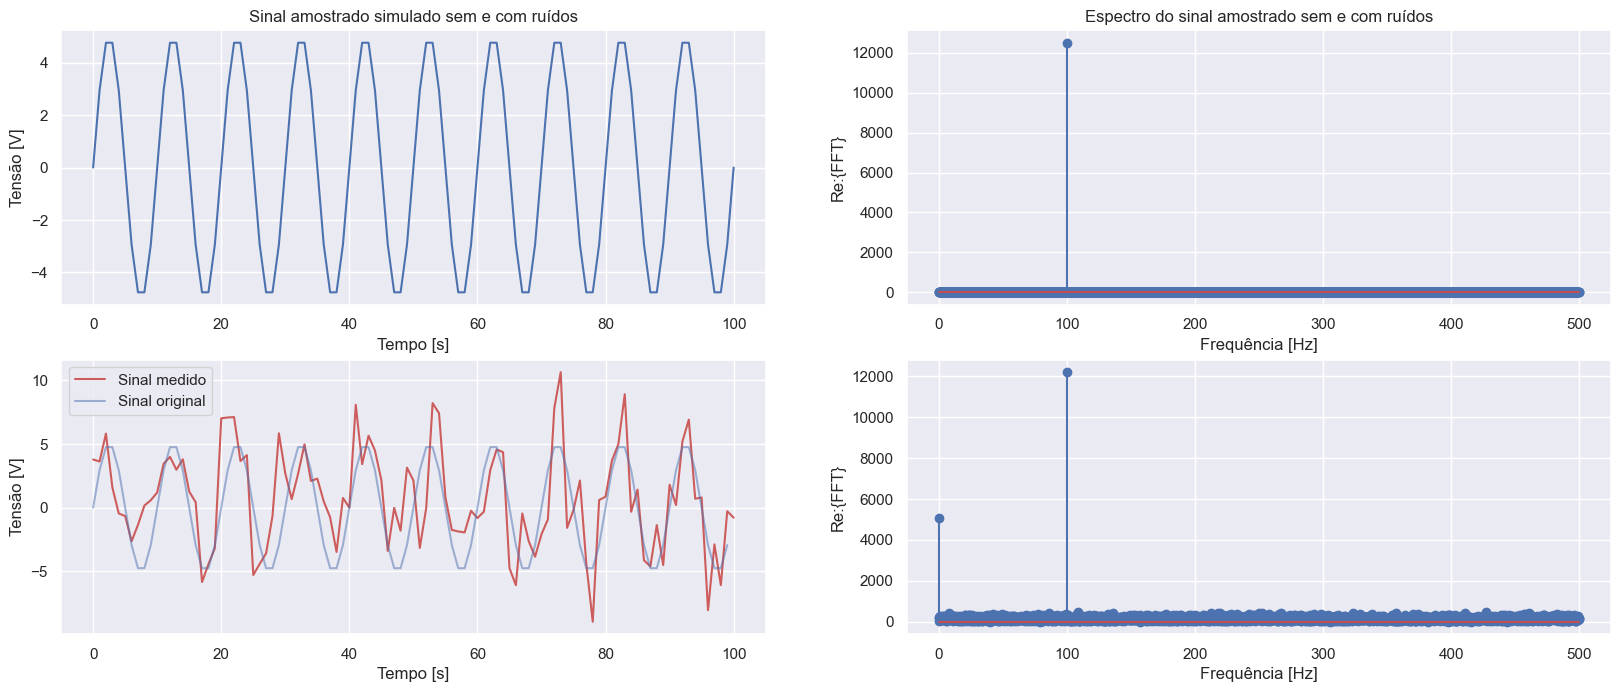 Sinal amostrado simulado sem e com ruídos
Tensão [V]
4
2
0
−2
−4
0 20 40 60 80 100
Tempo [s]
Espectro do sinal amostrado sem e com ruídos
Re:{FFT}
12000
10000
8000
6000
4000
2000
0
0 100 200 300 400 500
Frequência [Hz]
Sinal medido
Sinal original
Tensão [V]
10
5
0
−5
0 20 40 60 80 100
Tempo [s]
Re:{FFT}
12000
10000
8000
6000
4000
2000
0
0 100 200 300 400 500
Frequência [Hz]